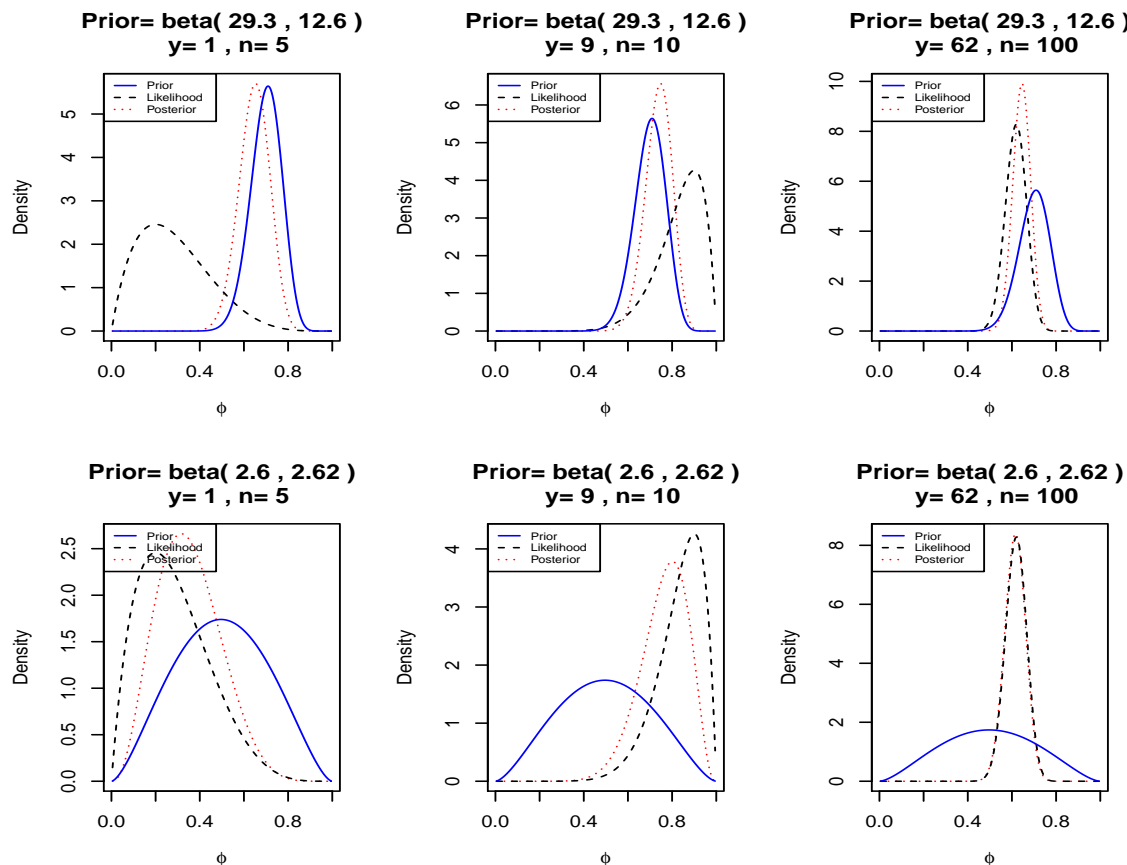 Prior= beta( 29.3 , 12.6 )
y= 1 , n= 5
Prior
Likelihood
Posterior
Density
5
4
3
2
1
0
0.0 0.4 0.8
ϕ
Prior= beta( 29.3 , 12.6 )
y= 9 , n= 10
Prior
Likelihood
Posterior
Density
6
5
4
3
2
1
0
0.0 0.4 0.8
ϕ
Prior= beta( 29.3 , 12.6 )
y= 62 , n= 100
Prior
Likelihood
Posterior
Density
10
8
6
4
2
0
0.0 0.4 0.8
ϕ
Prior= beta( 2.6 , 2.62 )
y= 1 , n= 5
Prior
Likelihood
Posterior
Density
2.5
2.0
1.5
1.0
0.5
0.0
0.0 0.4 0.8
ϕ
Prior= beta( 2.6 , 2.62 )
y= 9 , n= 10
Prior
Likelihood
Posterior
Density
4
3
2
1
0
0.0 0.4 0.8
ϕ
Prior= beta( 2.6 , 2.62 )
y= 62 , n= 100
Prior
Likelihood
Posterior
Density
8
6
4
2
0
0.0 0.4 0.8
ϕ